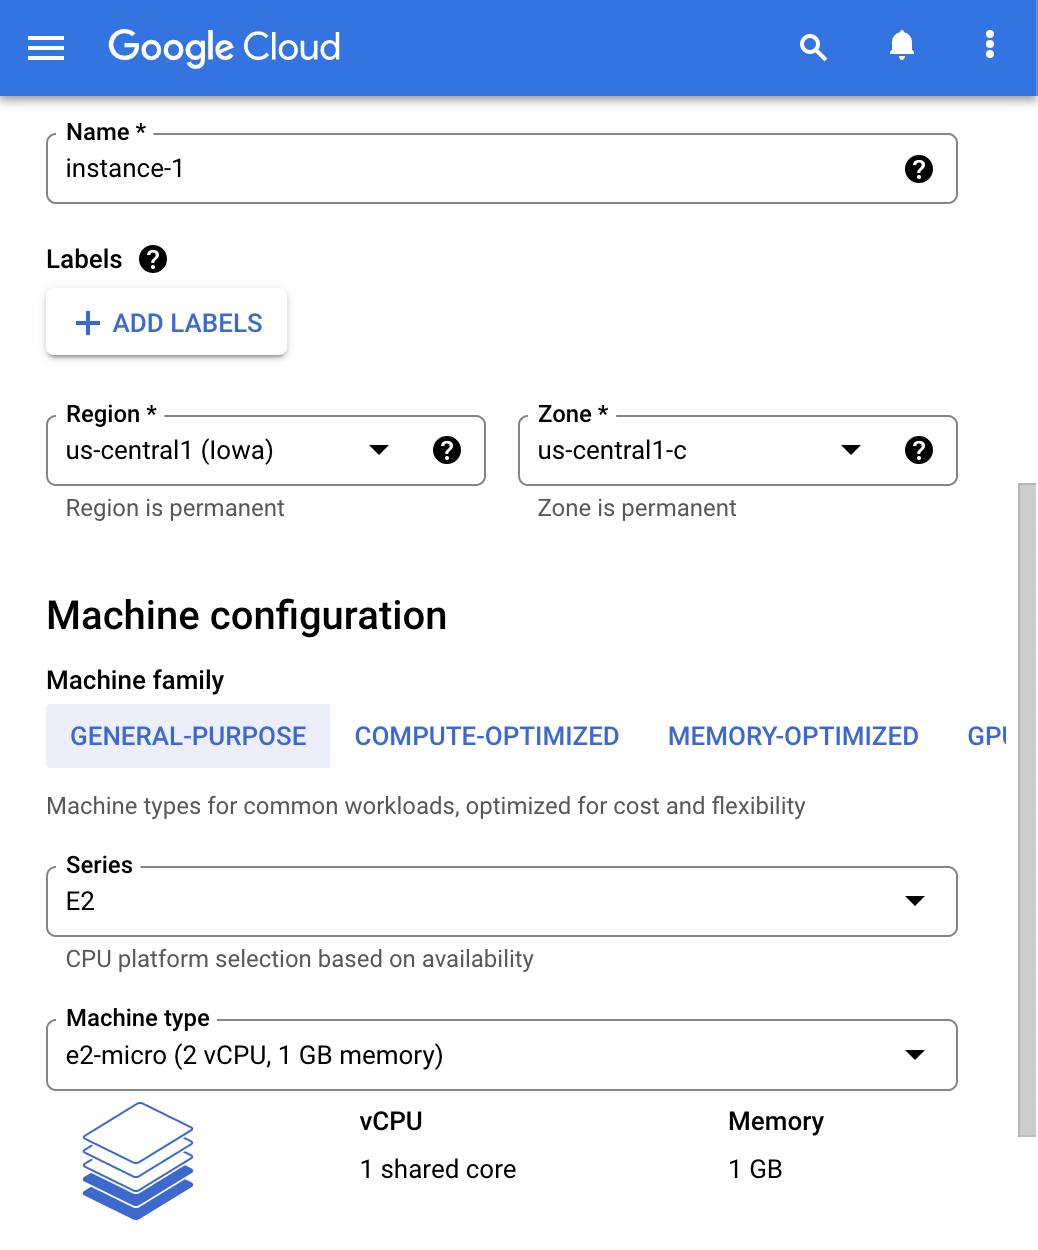 Google Cloud
Name *
instance-1
Labels
ADD LABELS
Region *
us-central1 (Iowa)
Region is permanent
Zone *
us-central1-c
Zone is permanent
Machine configuration
Machine family
GENERAL-PURPOSE COMPUTE-OPTIMIZED MEMORY-OPTIMIZED GPU
Machine types for common workloads, optimized for cost and flexibility
Series
E2
CPU platform selection based on availability
Machine type
e2-micro (2 vCPU, 1 GB memory)
vCPU
1 shared core
Memory
1 GB